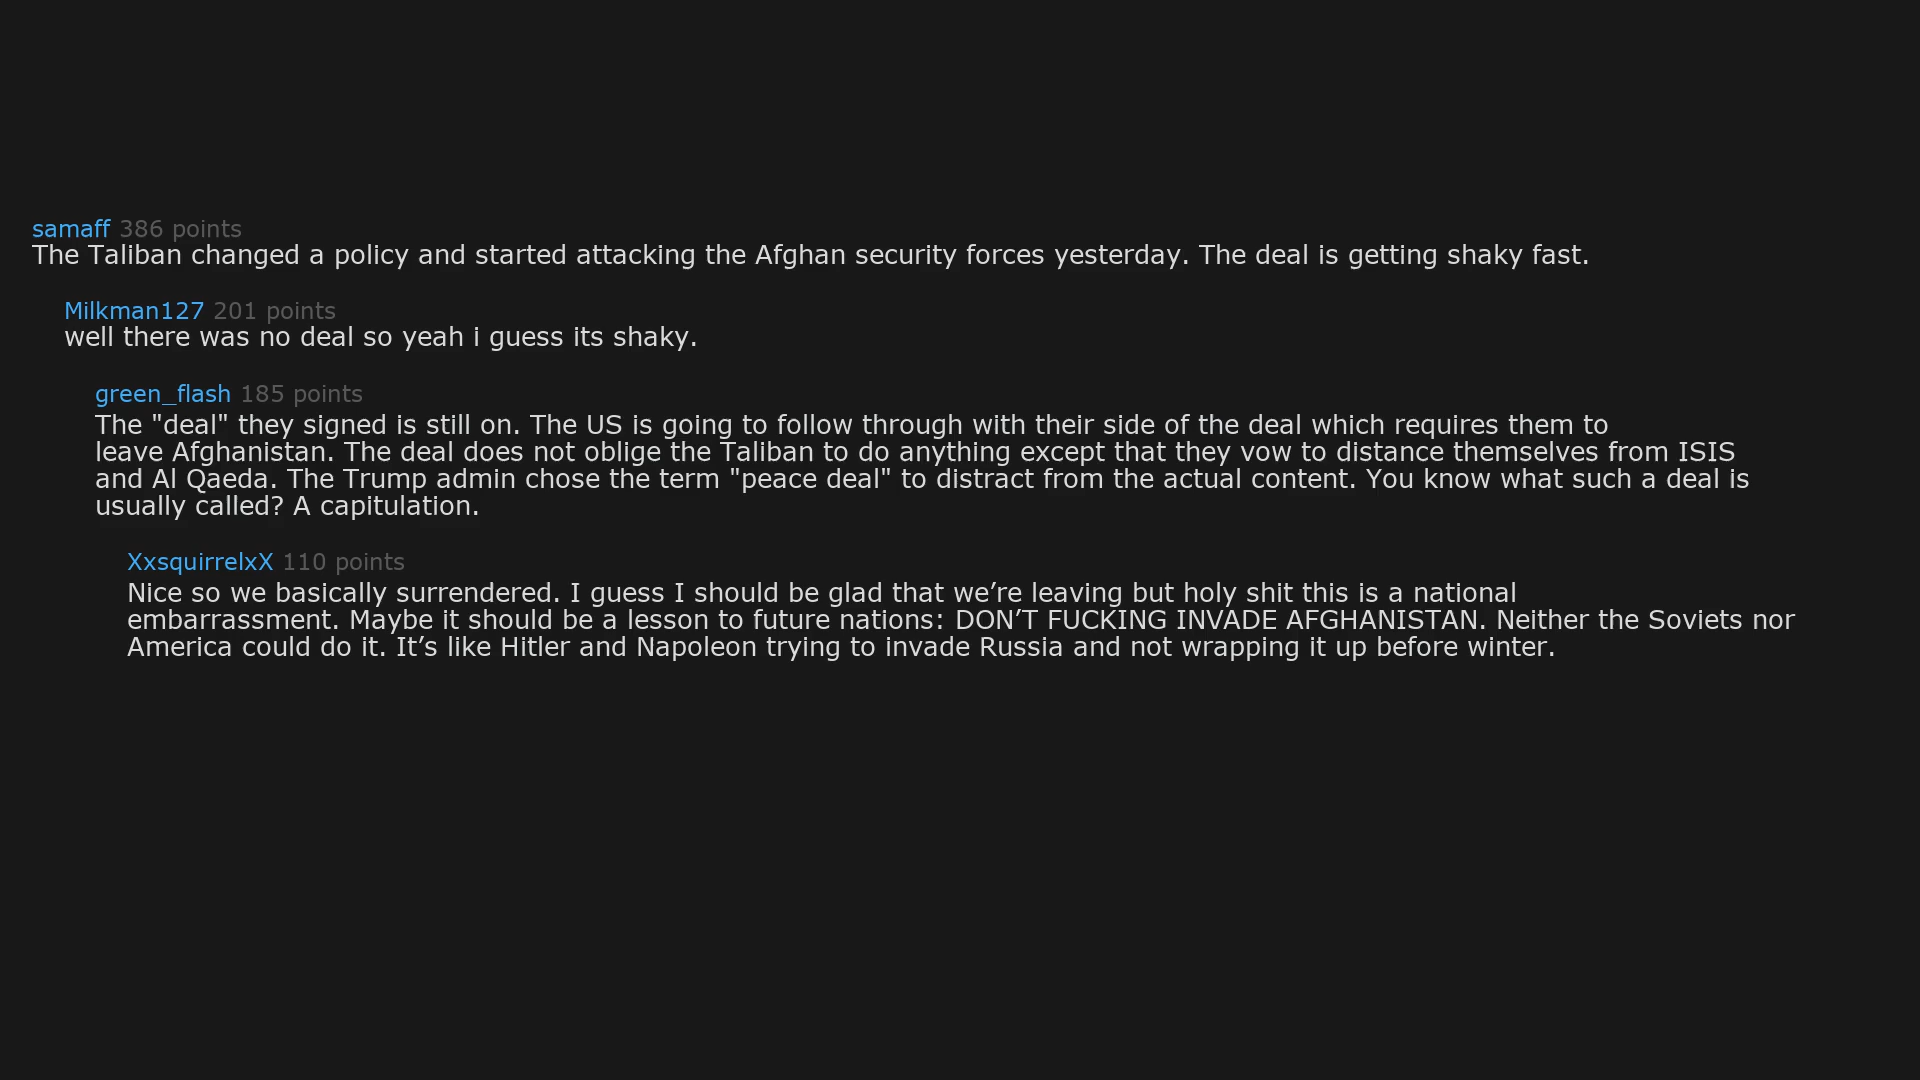 samaff 386 points
The Taliban changed a policy and started attacking the Afghan security forces yesterday. The deal is getting shaky fast.
Milkman127 201 points
well there was no deal so yeah i guess its shaky.
green_flash 185 points
The "deal" they signed is still on. The US is going to follow through with their side of the deal which requires them to
leave Afghanistan. The deal does not oblige the Taliban to do anything except that they vow to distance themselves from ISIS
and Al Qaeda. The Trump admin chose the term "peace deal" to distract from the actual content. You know what such a deal is
usually called? A capitulation.
XxsquirrelxX 110 points
Nice so we basically surrendered. I guess I should be glad that we’re leaving but holy shit this is a national
embarrassment. Maybe it should be a lesson to future nations: DON’T FUCKING INVADE AFGHANISTAN. Neither the Soviets nor
America could do it. It’s like Hitler and Napoleon trying to invade Russia and not wrapping it up before winter.